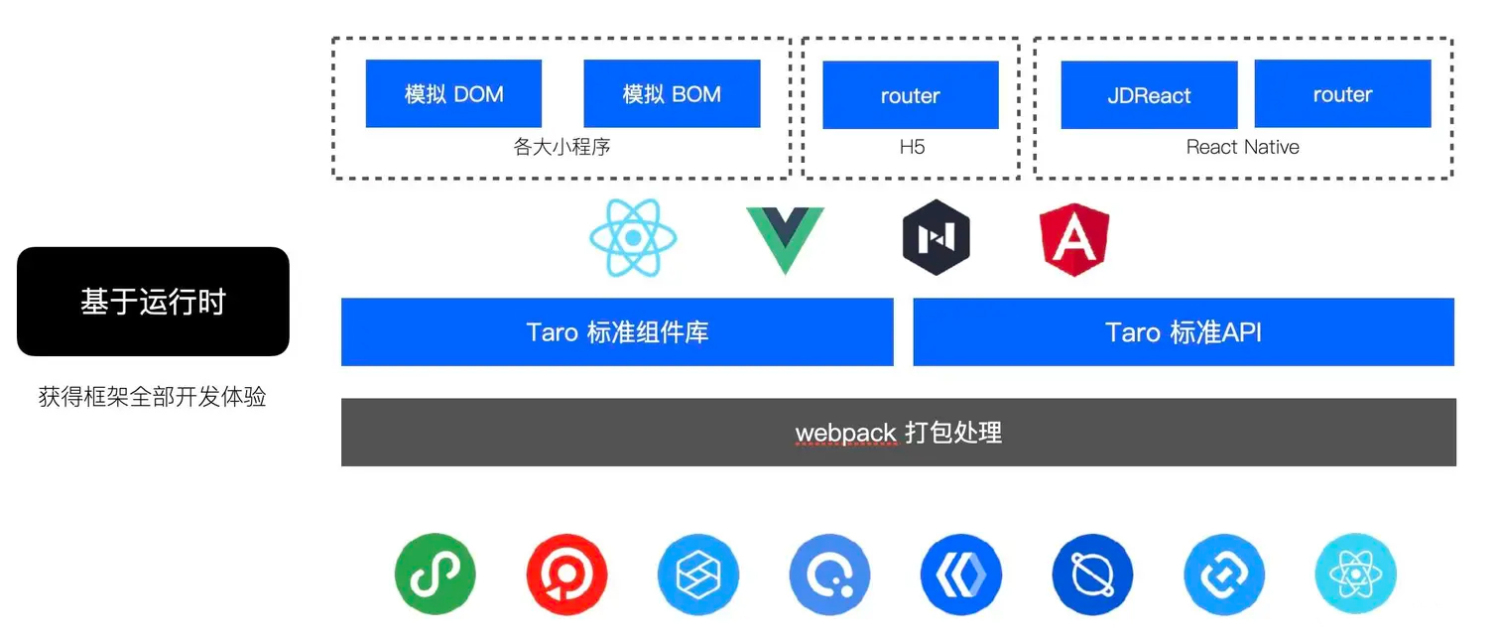 模拟 DOM
模拟 BOM
各大小程序
router
H5
JDReact
router
React Native
基于运行时
获得框架全部开发体验
Taro 标准组件库
Taro 标准API
webpack 打包处理